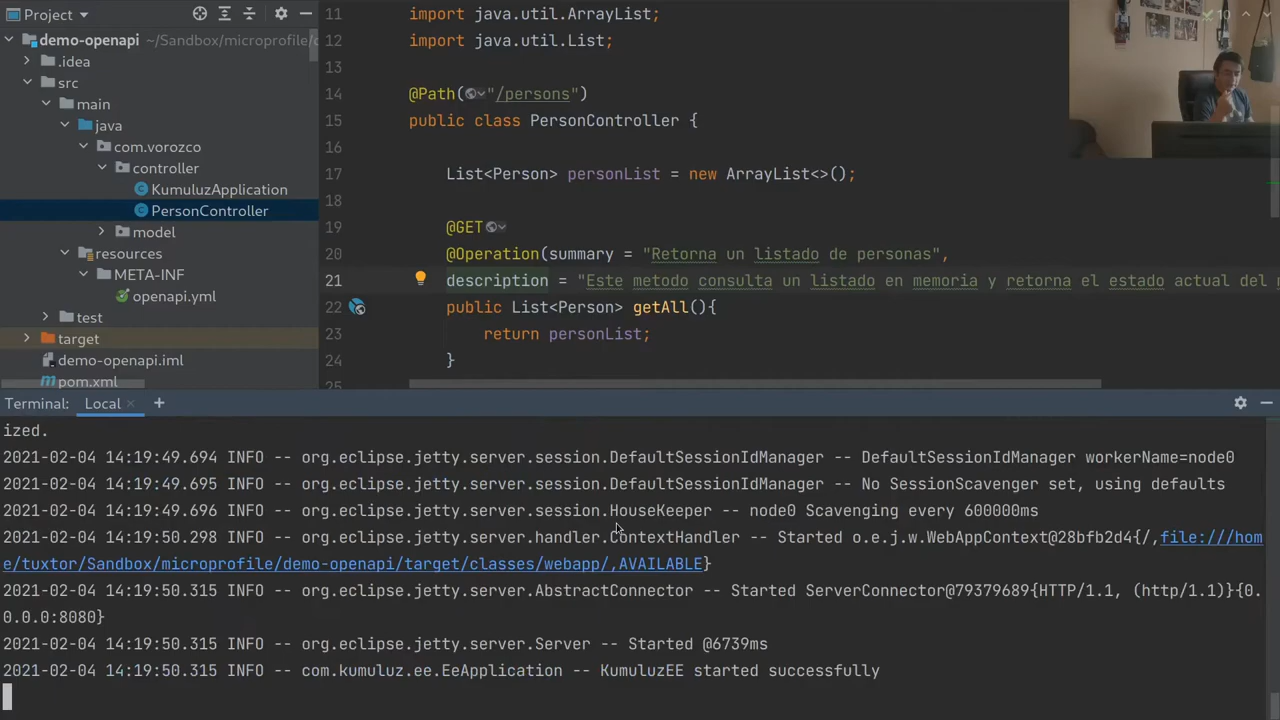 Project
demo-openapi ~/Sandbox/microprofile/
.idea
src
main
java
com.vorozco
controller
KumuluzApplication
PersonController
model
resources
META-INF
openapi.yml
test
target
demo-openapi.iml
pom.xml
11 import java.util.ArrayList;
12 import java.util.List;
13
14 @Path("/persons")
15 public class PersonController {
16
17 List<Person> personList = new ArrayList<>();
18
19 @GET
20 @Operation(summary = "Retorna un listado de personas",
21 description = "Este metodo consulta un listado en memoria y retorna el estado actual del
22 public List<Person> getAll(){
23 return personList;
24 }
25
10
Terminal: Local × +
ized.
2021-02-04 14:19:49.694 INFO -- org.eclipse.jetty.server.session.DefaultSessionIdManager -- DefaultSessionIdManager workerName=node0
2021-02-04 14:19:49.695 INFO -- org.eclipse.jetty.server.session.DefaultSessionIdManager -- No SessionScavenger set, using defaults
2021-02-04 14:19:49.696 INFO -- org.eclipse.jetty.server.session.HouseKeeper -- node0 Scavenging every 600000ms
2021-02-04 14:19:50.298 INFO -- org.eclipse.jetty.server.handler.ContextHandler -- Started o.e.j.w.WebAppContext@28bfb2d4{/,file:///hom
e/tuxtor/Sandbox/microprofile/demo-openapi/target/classes/webapp/,AVAILABLE}
2021-02-04 14:19:50.315 INFO -- org.eclipse.jetty.server.AbstractConnector -- Started ServerConnector@79379689{HTTP/1.1, (http/1.1)}{0.
0.0.0:8080}
2021-02-04 14:19:50.315 INFO -- org.eclipse.jetty.server.Server -- Started @6739ms
2021-02-04 14:19:50.315 INFO -- com.kumuluz.ee.EeApplication -- KumuluzEE started successfully